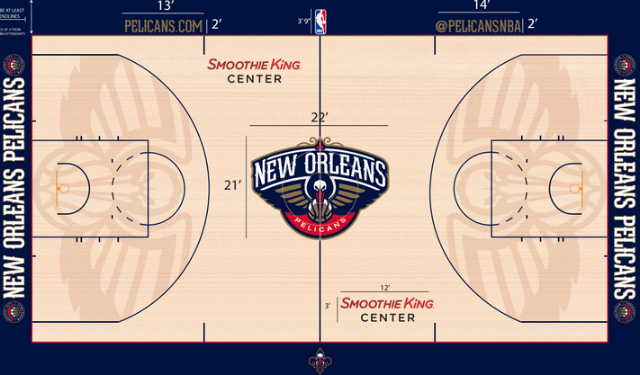 BE AT LEAST
13'
14'
PELICANS.COM
2'
3' 9"
@PELICANSNBA
2'
SMOOTHIE KING
CENTER
22'
21'
NEW ORLEANS
PELICANS
12'
3'
SMOOTHIE KING
CENTER
NEW ORLEANS PELICANS
NEW ORLEANS PELICANS